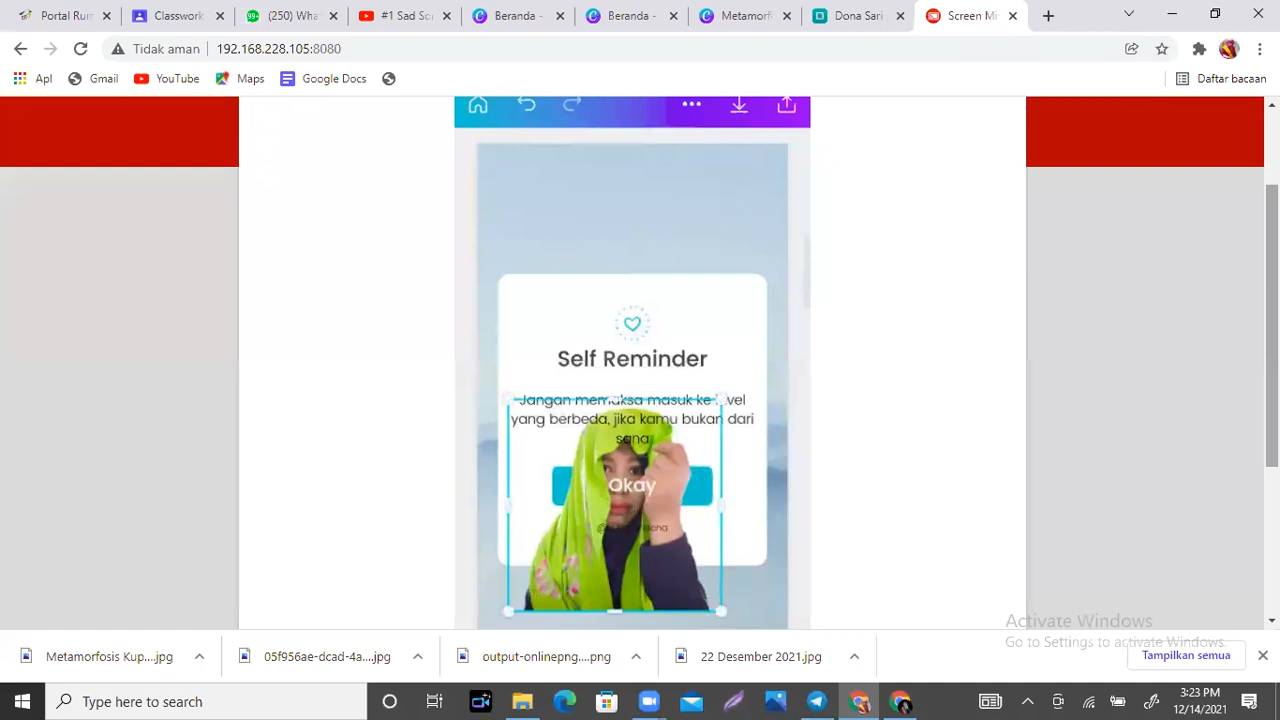 Portal Rum
Classwork
(250) Wha
#1 Sad Sc
Beranda -
Beranda -
Metamorf
Dona Sari
Screen Mi
Tidak aman
192.168.228.105:8080
Apl
Gmail
YouTube
Maps
Google Docs
Daftar bacaan
Self Reminder
Jangan memaksa masuk ke level
yang berbeda, jika kamu bukan dari
sana
Okay
Activate Windows
Go to Settings to activate Windows.
Metamorfosis Kup....jpg
05f956ae-dcad-4a....jpg
output-onlinepng....png
22 Desember 2021.jpg
Tampilkan semua
Type here to search
3:23 PM
12/14/2021